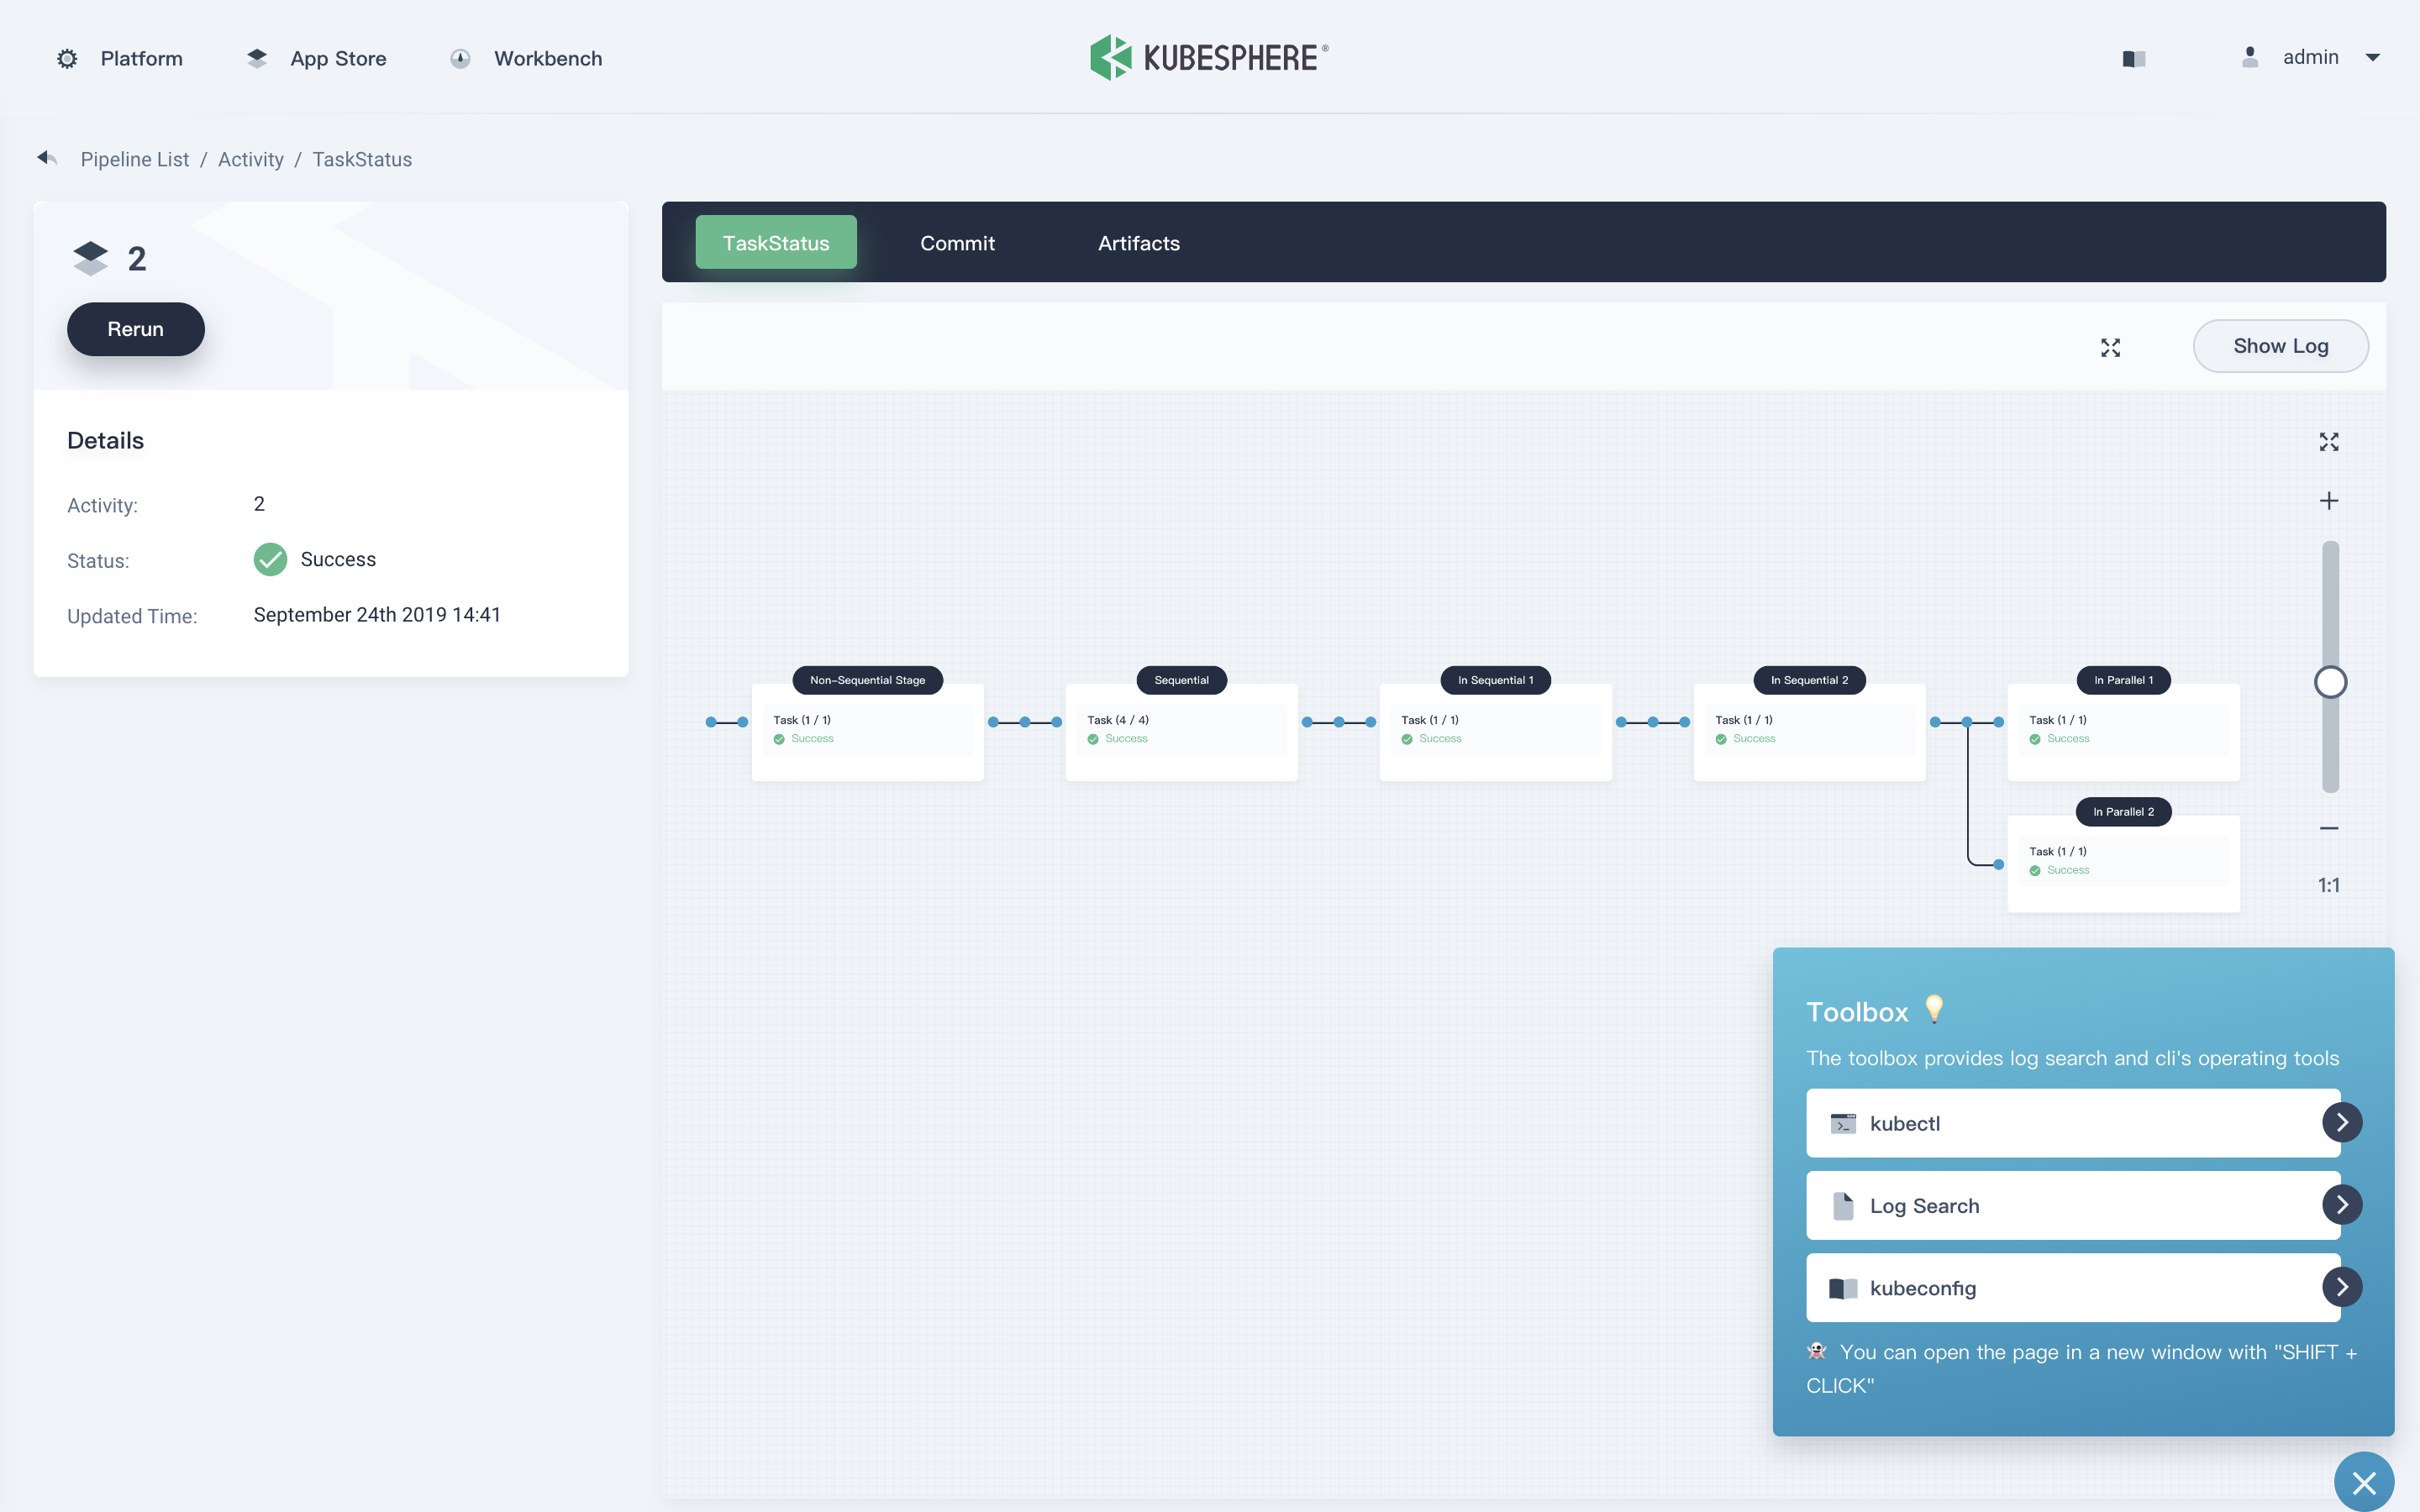 Platform
App Store
Workbench
KUBESPHERE®
admin
Pipeline List / Activity / TaskStatus
2
Rerun
Details
Activity: 2
Status: Success
Updated Time: September 24th 2019 14:41
TaskStatus
Commit
Artifacts
Show Log
Non-Sequential Stage
Task (1 / 1)
Success
Sequential
Task (4 / 4)
Success
In Sequential 1
Task (1 / 1)
Success
In Sequential 2
Task (1 / 1)
Success
In Parallel 1
Task (1 / 1)
Success
In Parallel 2
Task (1 / 1)
Success
1:1
Toolbox 💡
The toolbox provides log search and cli's operating tools
kubectl
Log Search
kubeconfig
👻 You can open the page in a new window with "SHIFT +
CLICK"